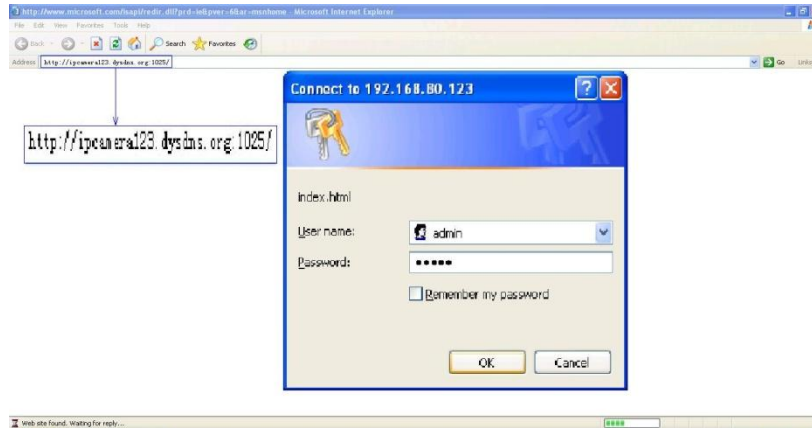 http://www.microsoft.com/isapi/redir.dll?prd=ie&pver=6&ar=msnhome - Microsoft Internet Explorer
File Edit View Favorites Tools Help
Back Search Favorites
Address http://ipcamera123.dysdns.org:1025/ Go Links
http://ipcamera123.dysdns.org:1025/
Connect to 192.168.80.123
index.html
User name: admin
Password: •••••
Remember my password
OK Cancel
Web site found. Waiting for reply...